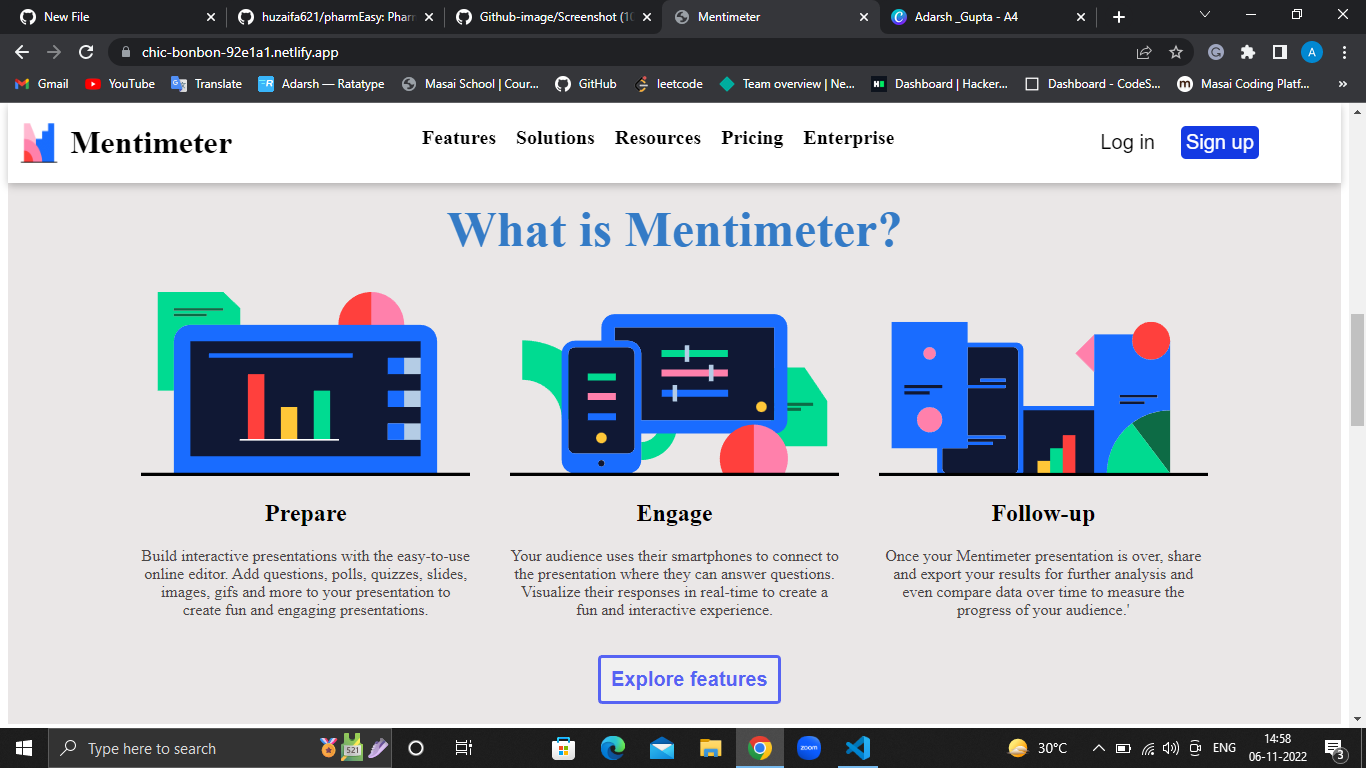 New File
huzaifa621/pharmEasy: Pharm
Github-image/Screenshot (10
Mentimeter
Adarsh _Gupta - A4
chic-bonbon-92e1a1.netlify.app
A
Gmail
YouTube
Translate
Adarsh — Ratatype
Masai School | Cour...
GitHub
leetcode
Team overview | Ne...
Dashboard | Hacker...
Dashboard - CodeS...
Masai Coding Platf...
»
Mentimeter
Features Solutions Resources Pricing Enterprise
Log in
Sign up
What is Mentimeter?
Prepare
Build interactive presentations with the easy-to-use
online editor. Add questions, polls, quizzes, slides,
images, gifs and more to your presentation to
create fun and engaging presentations.
Engage
Your audience uses their smartphones to connect to
the presentation where they can answer questions.
Visualize their responses in real-time to create a
fun and interactive experience.
Follow-up
Once your Mentimeter presentation is over, share
and export your results for further analysis and
even compare data over time to measure the
progress of your audience.'
Explore features
Type here to search
521
zoom
30°C
ENG
14:58
06-11-2022
3